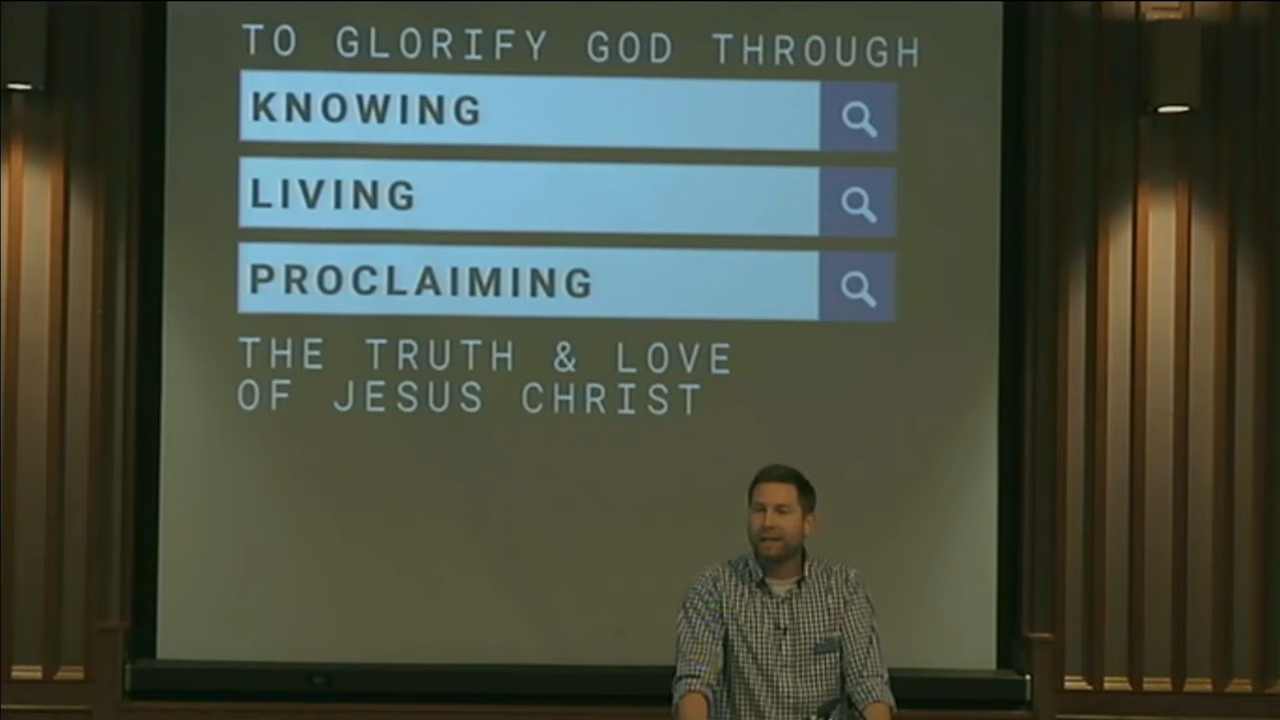 TO GLORIFY GOD THROUGH
KNOWING
LIVING
PROCLAIMING
THE TRUTH & LOVE
OF JESUS CHRIST